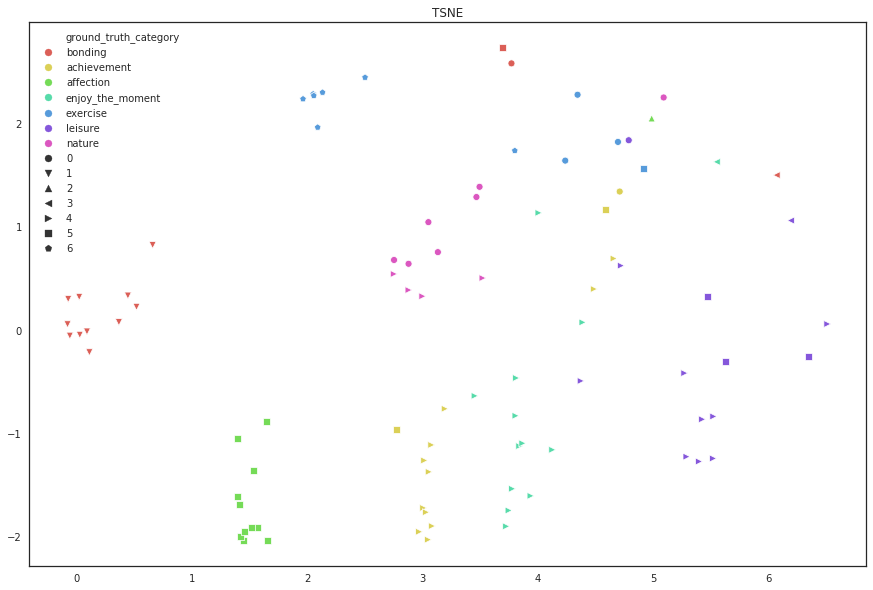 TSNE
ground_truth_category
bonding
achievement
affection
enjoy_the_moment
exercise
leisure
nature
0
1
2
3
4
5
6
2
1
0
−1
−2
0 1 2 3 4 5 6